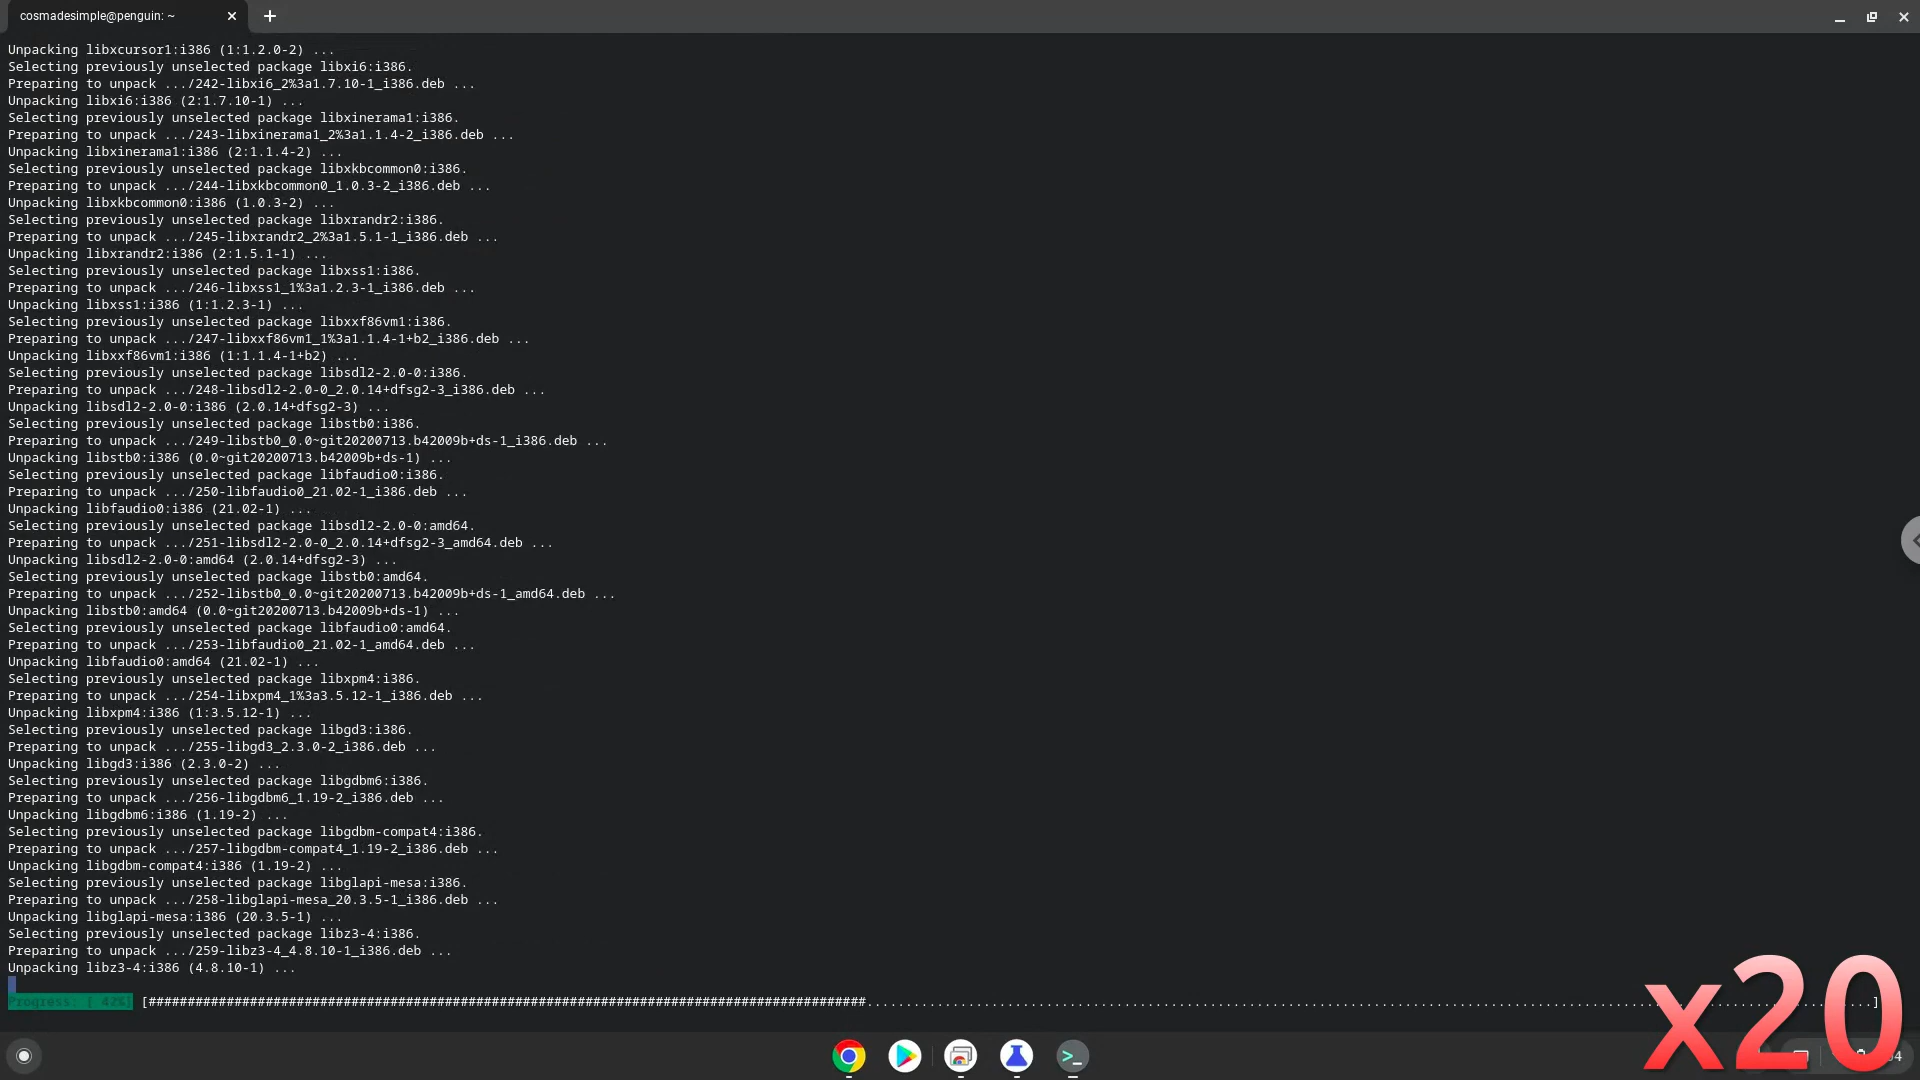 cosmadesimple@penguin: ~
Unpacking libxcursor1:i386 (1:1.2.0-2) ...
Selecting previously unselected package libxi6:i386.
Preparing to unpack .../242-libxi6_2%3a1.7.10-1_i386.deb ...
Unpacking libxi6:i386 (2:1.7.10-1) ...
Selecting previously unselected package libxinerama1:i386.
Preparing to unpack .../243-libxinerama1_2%3a1.1.4-2_i386.deb ...
Unpacking libxinerama1:i386 (2:1.1.4-2) ...
Selecting previously unselected package libxkbcommon0:i386.
Preparing to unpack .../244-libxkbcommon0_1.0.3-2_i386.deb ...
Unpacking libxkbcommon0:i386 (1.0.3-2) ...
Selecting previously unselected package libxrandr2:i386.
Preparing to unpack .../245-libxrandr2_2%3a1.5.1-1_i386.deb ...
Unpacking libxrandr2:i386 (2:1.5.1-1) ...
Selecting previously unselected package libxss1:i386.
Preparing to unpack .../246-libxss1_1%3a1.2.3-1_i386.deb ...
Unpacking libxss1:i386 (1:1.2.3-1) ...
Selecting previously unselected package libxxf86vm1:i386.
Preparing to unpack .../247-libxxf86vm1_1%3a1.1.4-1+b2_i386.deb ...
Unpacking libxxf86vm1:i386 (1:1.1.4-1+b2) ...
Selecting previously unselected package libsdl2-2.0-0:i386.
Preparing to unpack .../248-libsdl2-2.0-0_2.0.14+dfsg2-3_i386.deb ...
Unpacking libsdl2-2.0-0:i386 (2.0.14+dfsg2-3) ...
Selecting previously unselected package libstb0:i386.
Preparing to unpack .../249-libstb0_0.0~git20200713.b42009b+ds-1_i386.deb ...
Unpacking libstb0:i386 (0.0~git20200713.b42009b+ds-1) ...
Selecting previously unselected package libfaudio0:i386.
Preparing to unpack .../250-libfaudio0_21.02-1_i386.deb ...
Unpacking libfaudio0:i386 (21.02-1) ...
Selecting previously unselected package libsdl2-2.0-0:amd64.
Preparing to unpack .../251-libsdl2-2.0-0_2.0.14+dfsg2-3_amd64.deb ...
Unpacking libsdl2-2.0-0:amd64 (2.0.14+dfsg2-3) ...
Selecting previously unselected package libstb0:amd64.
Preparing to unpack .../252-libstb0_0.0~git20200713.b42009b+ds-1_amd64.deb ...
Unpacking libstb0:amd64 (0.0~git20200713.b42009b+ds-1) ...
Selecting previously unselected package libfaudio0:amd64.
Preparing to unpack .../253-libfaudio0_21.02-1_amd64.deb ...
Unpacking libfaudio0:amd64 (21.02-1) ...
Selecting previously unselected package libxpm4:i386.
Preparing to unpack .../254-libxpm4_1%3a3.5.12-1_i386.deb ...
Unpacking libxpm4:i386 (1:3.5.12-1) ...
Selecting previously unselected package libgd3:i386.
Preparing to unpack .../255-libgd3_2.3.0-2_i386.deb ...
Unpacking libgd3:i386 (2.3.0-2) ...
Selecting previously unselected package libgdbm6:i386.
Preparing to unpack .../256-libgdbm6_1.19-2_i386.deb ...
Unpacking libgdbm6:i386 (1.19-2) ...
Selecting previously unselected package libgdbm-compat4:i386.
Preparing to unpack .../257-libgdbm-compat4_1.19-2_i386.deb ...
Unpacking libgdbm-compat4:i386 (1.19-2) ...
Selecting previously unselected package libglapi-mesa:i386.
Preparing to unpack .../258-libglapi-mesa_20.3.5-1_i386.deb ...
Unpacking libglapi-mesa:i386 (20.3.5-1) ...
Selecting previously unselected package libz3-4:i386.
Preparing to unpack .../259-libz3-4_4.8.10-1_i386.deb ...
Unpacking libz3-4:i386 (4.8.10-1) ...
Progress: [ 42%] [############################################################################################.................................................................................................................................]
x20